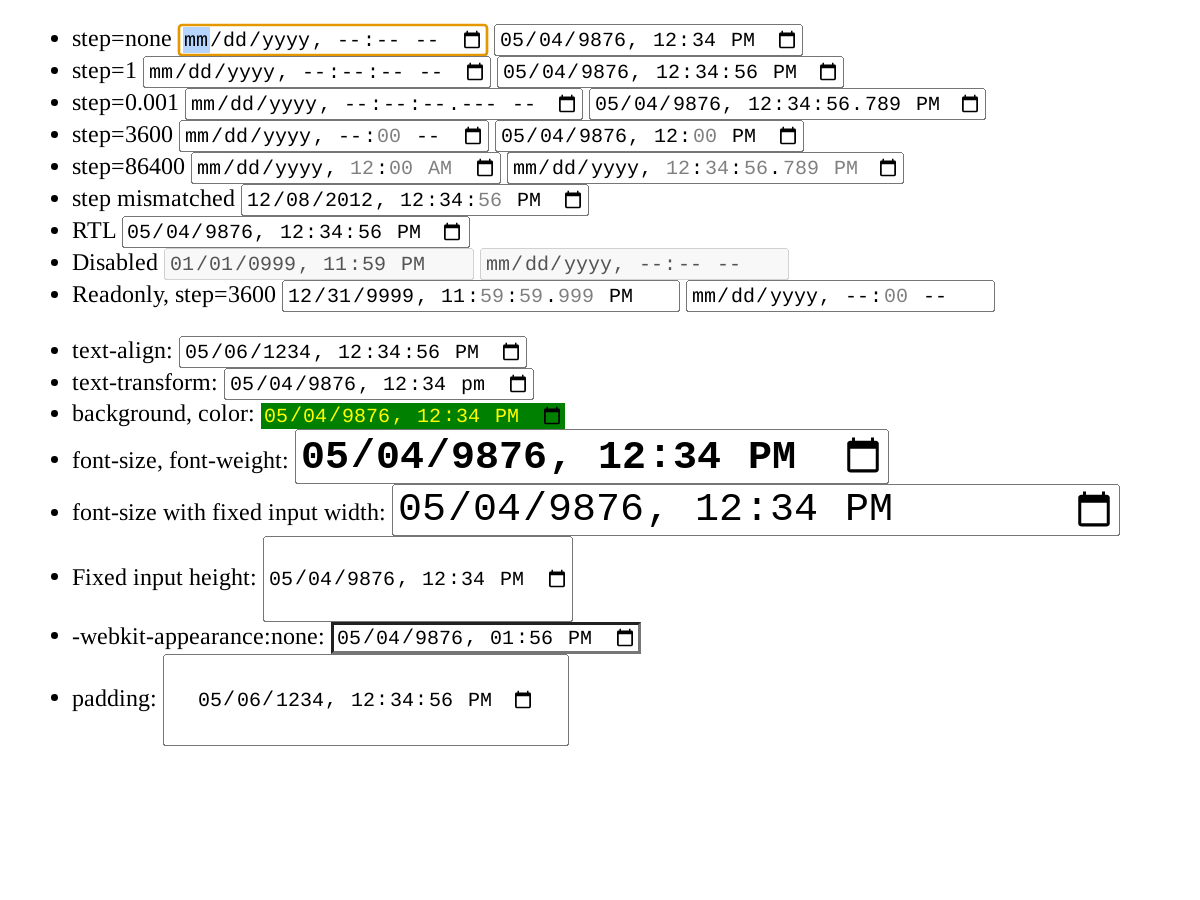 step=none mm/dd/yyyy, --:-- -- 05/04/9876, 12:34 PM
step=1 mm/dd/yyyy, --:--:-- -- 05/04/9876, 12:34:56 PM
step=0.001 mm/dd/yyyy, --:--:--.--- -- 05/04/9876, 12:34:56.789 PM
step=3600 mm/dd/yyyy, --:00 -- 05/04/9876, 12:00 PM
step=86400 mm/dd/yyyy, 12:00 AM mm/dd/yyyy, 12:34:56.789 PM
step mismatched 12/08/2012, 12:34:56 PM
RTL 05/04/9876, 12:34:56 PM
Disabled 01/01/0999, 11:59 PM mm/dd/yyyy, --:-- --
Readonly, step=3600 12/31/9999, 11:59:59.999 PM mm/dd/yyyy, --:00 --
text-align: 05/06/1234, 12:34:56 PM
text-transform: 05/04/9876, 12:34 pm
background, color: 05/04/9876, 12:34 PM
font-size, font-weight: 05/04/9876, 12:34 PM
font-size with fixed input width: 05/04/9876, 12:34 PM
Fixed input height: 05/04/9876, 12:34 PM
-webkit-appearance:none: 05/04/9876, 01:56 PM
padding: 05/06/1234, 12:34:56 PM